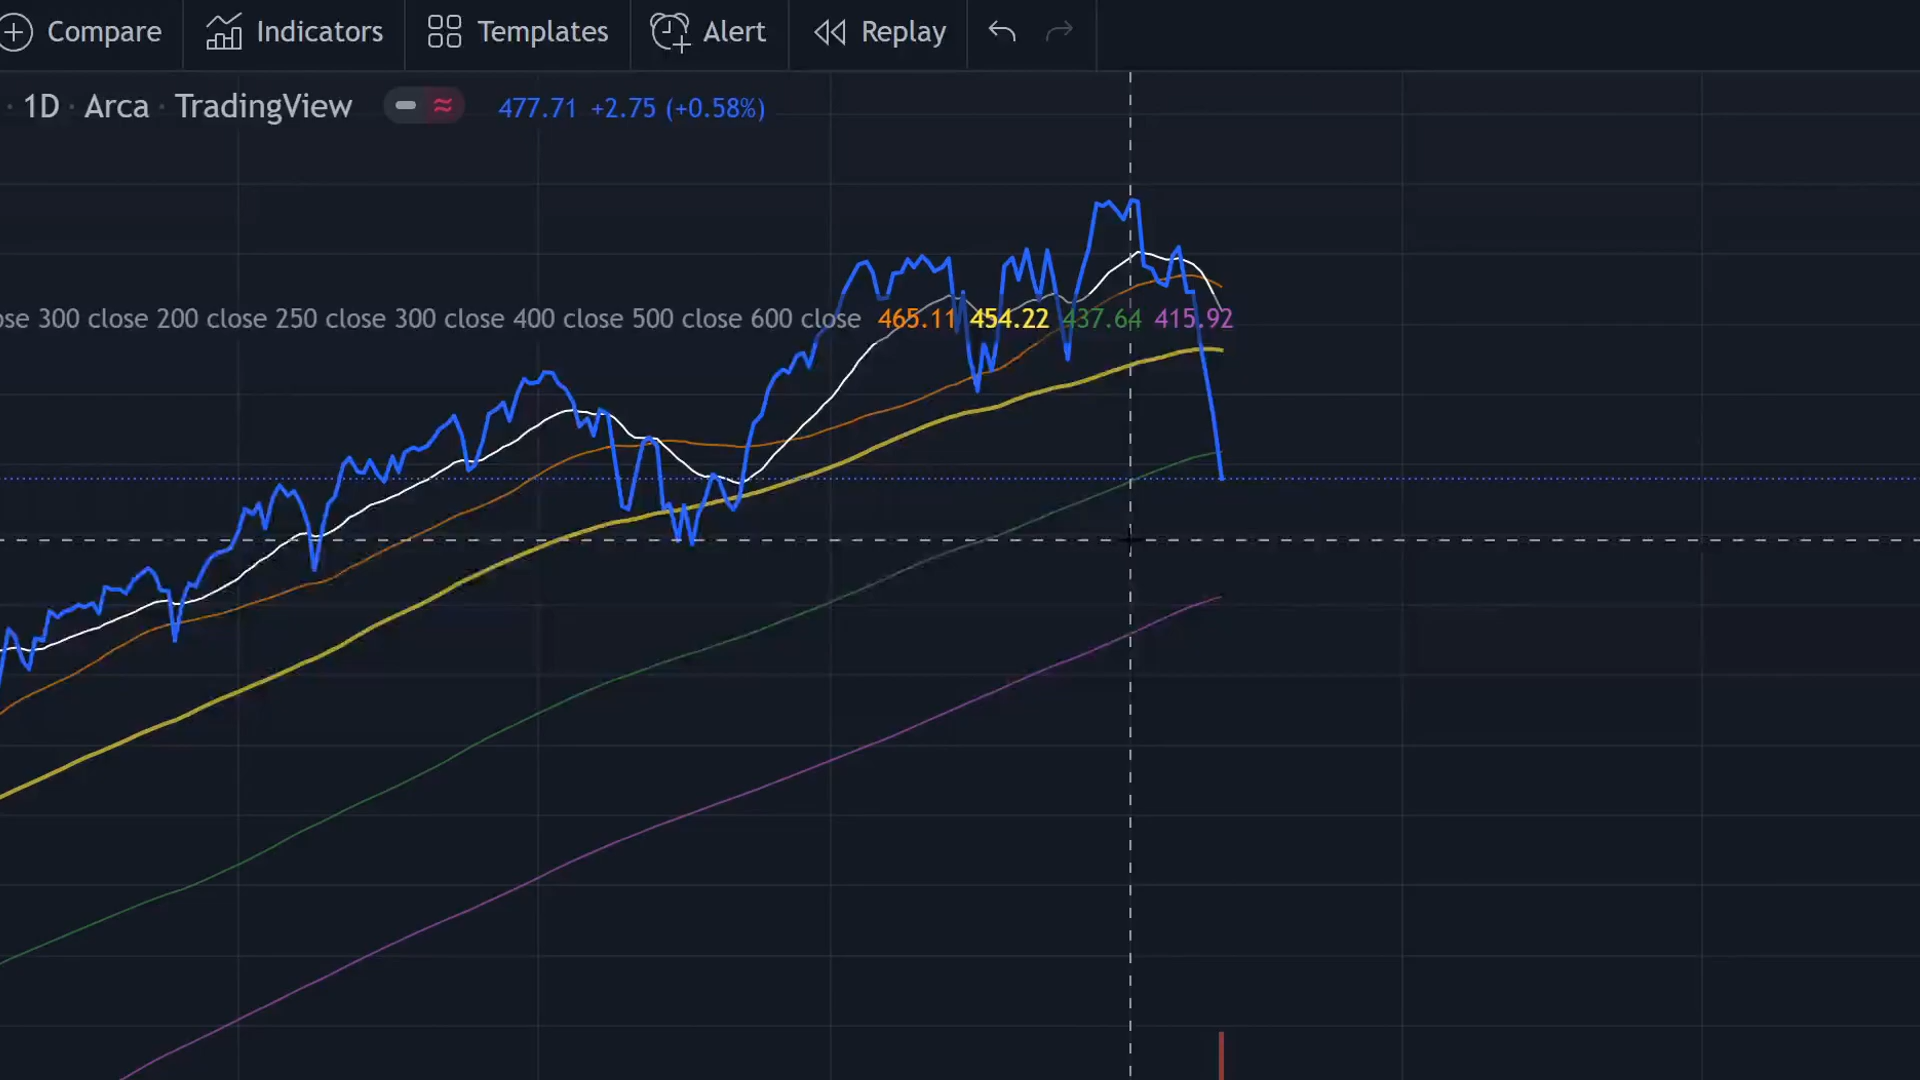 Compare Indicators Templates Alert Replay
· 1D · Arca · TradingView 477.71 +2.75 (+0.58%)
ose 300 close 200 close 250 close 300 close 400 close 500 close 600 close 465.11 454.22 437.64 415.92